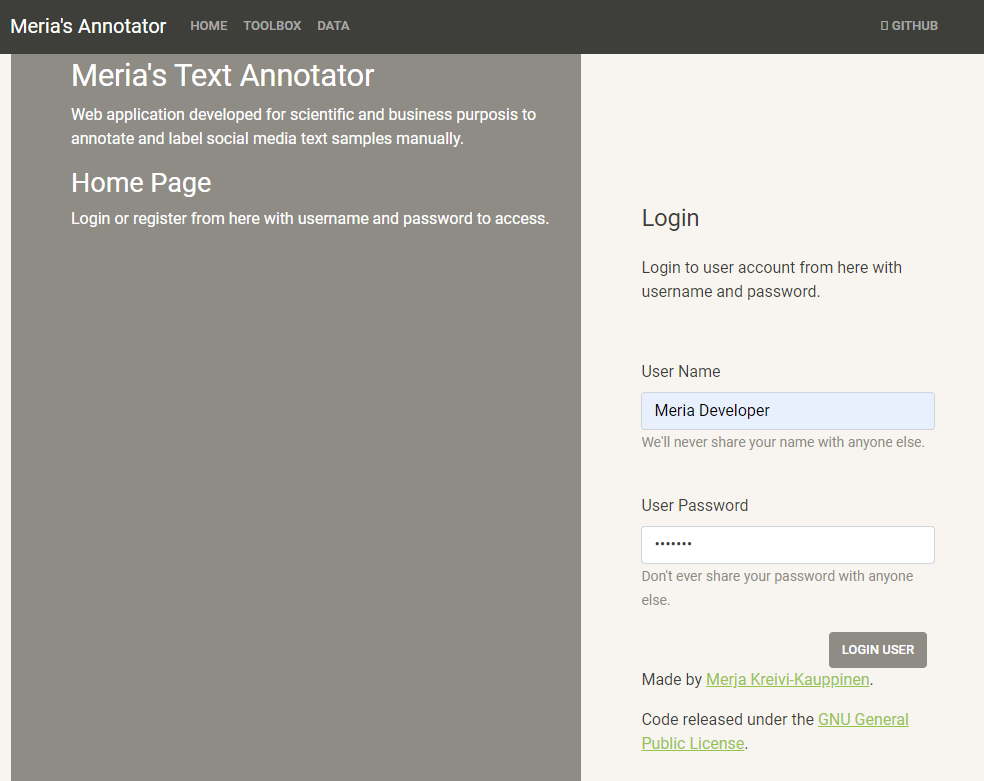 Meria's Annotator HOME TOOLBOX DATA GITHUB
Meria's Text Annotator
Web application developed for scientific and business purposis to
annotate and label social media text samples manually.
Home Page
Login or register from here with username and password to access.
Login
Login to user account from here with
username and password.
User Name
Meria Developer
We'll never share your name with anyone else.
User Password
•••••••
Don't ever share your password with anyone
else.
LOGIN USER
Made by Merja Kreivi-Kauppinen.
Code released under the GNU General
Public License.